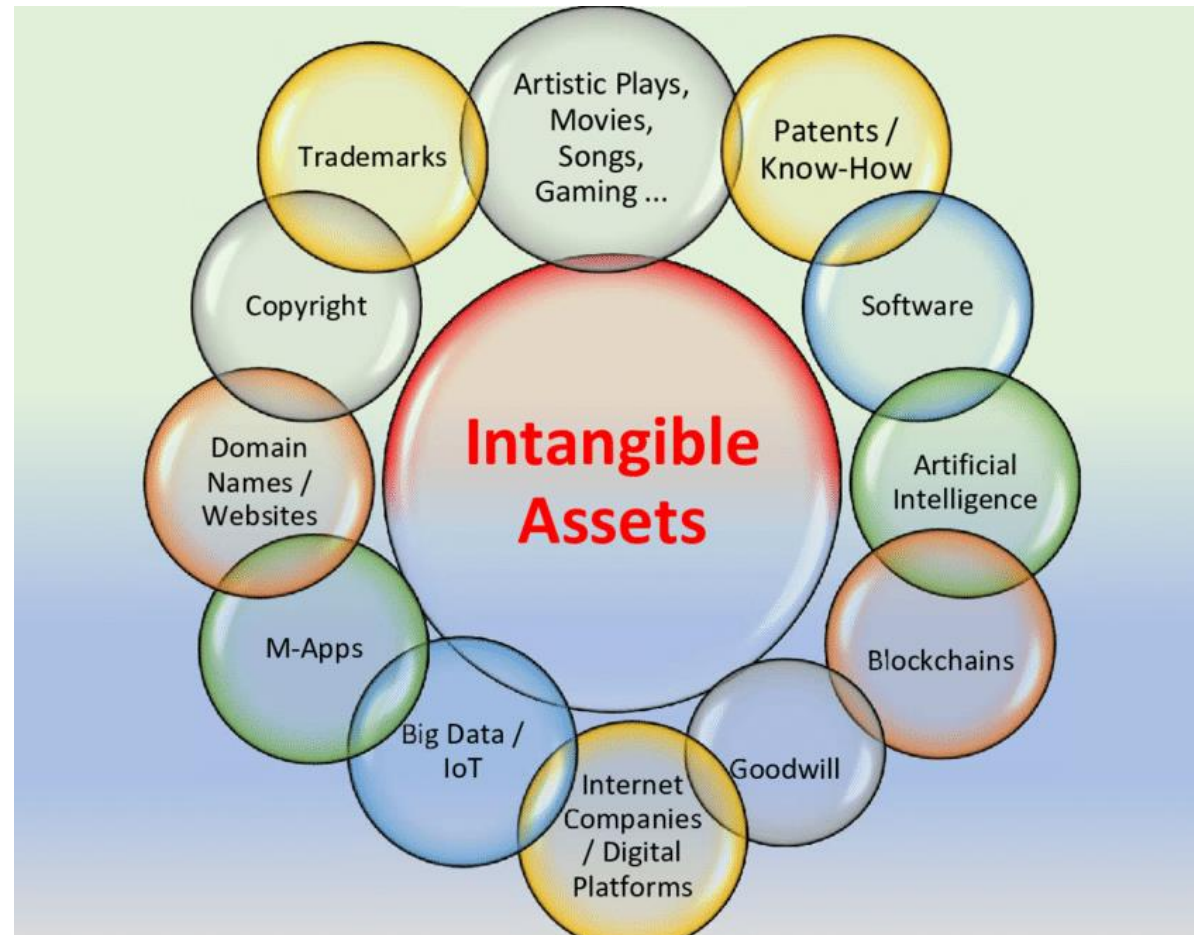 Artistic Plays,
Movies,
Songs,
Gaming ...
Patents /
Know-How
Software
Artificial
Intelligence
Blockchains
Goodwill
Internet
Companies
/ Digital
Platforms
Big Data /
IoT
M-Apps
Domain
Names /
Websites
Copyright
Trademarks
Intangible
Assets